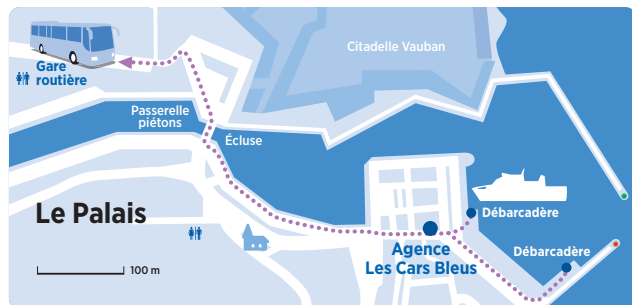 Citadelle Vauban
Gare
routière
Passerelle
piétons
Écluse
Le Palais
Débarcadère
Agence
Les Cars Bleus
Débarcadère
100 m